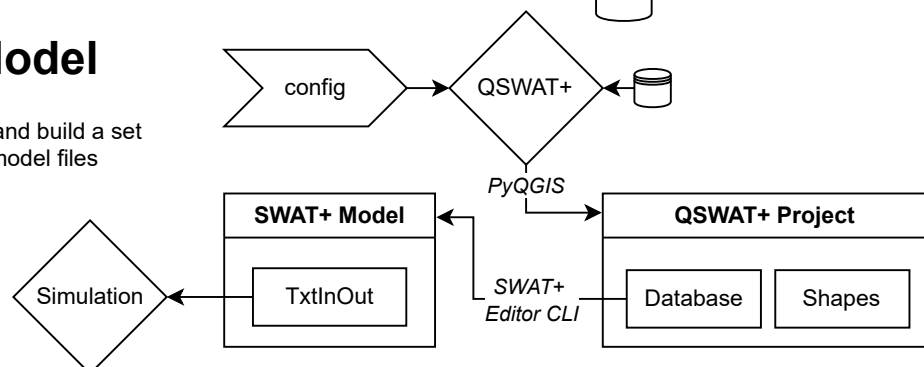 odel
and build a set
model files
config
QSWAT+
PyQGIS
SWAT+ Model
TxtInOut
Simulation
SWAT+
Editor CLI
QSWAT+ Project
Database
Shapes